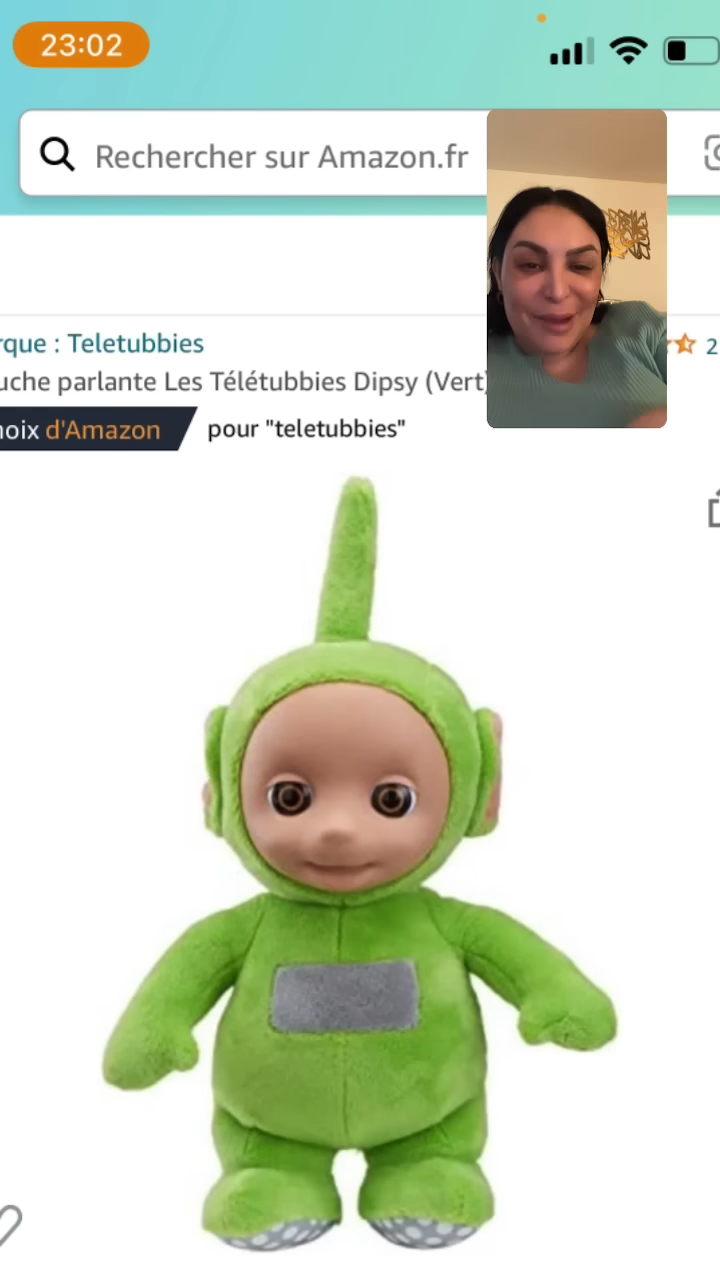 23:02
Rechercher sur Amazon.fr
rque : Teletubbies
2
uche parlante Les Télétubbies Dipsy (Vert)
hoix d'Amazon pour "teletubbies"